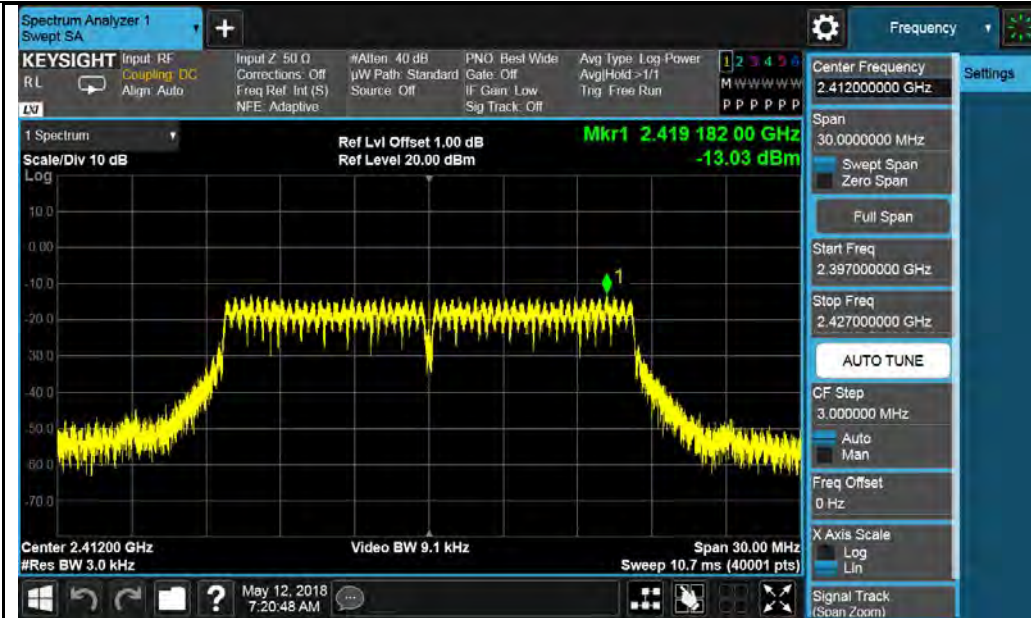 Spectrum Analyzer 1
Swept SA
+
Frequency
KEYSIGHT Input: RF Input Z: 50 Ω #Atten: 40 dB PNO: Best Wide Avg Type: Log-Power 1 2 3 4 5 6
RL Coupling: DC Corrections: Off µW Path: Standard Gate: Off Avg|Hold:>1/1 M W W W W W
Align: Auto Freq Ref: Int (S) Source: Off IF Gain: Low Trig: Free Run
LXI NFE: Adaptive Sig Track: Off P P P P P P
1 Spectrum
Ref Lvl Offset 1.00 dB Mkr1 2.419 182 00 GHz
Scale/Div 10 dB Ref Level 20.00 dBm -13.03 dBm
Log
10.0
0.00
-10.0
1
-20.0
-30.0
-40.0
-50.0
-60.0
-70.0
Center 2.41200 GHz Video BW 9.1 kHz Span 30.00 MHz
#Res BW 3.0 kHz Sweep 10.7 ms (40001 pts)
? May 12, 2018
7:20:48 AM
Center Frequency
2.412000000 GHz
Settings
Span
30.0000000 MHz
Swept Span
Zero Span
Full Span
Start Freq
2.397000000 GHz
Stop Freq
2.427000000 GHz
AUTO TUNE
CF Step
3.000000 MHz
Auto
Man
Freq Offset
0 Hz
X Axis Scale
Log
Lin
Signal Track
(Span Zoom)